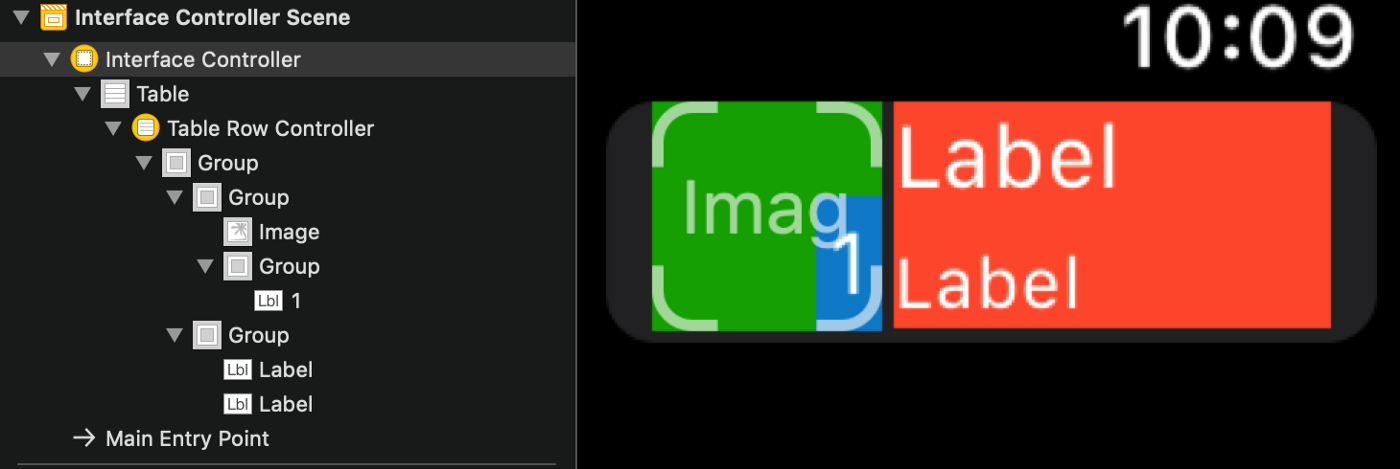 Interface Controller Scene
Interface Controller
Table
Table Row Controller
Group
Group
Image
Group
Lbl 1
Group
Lbl Label
Lbl Label
Main Entry Point
10:09
Imag
1
Label
Label